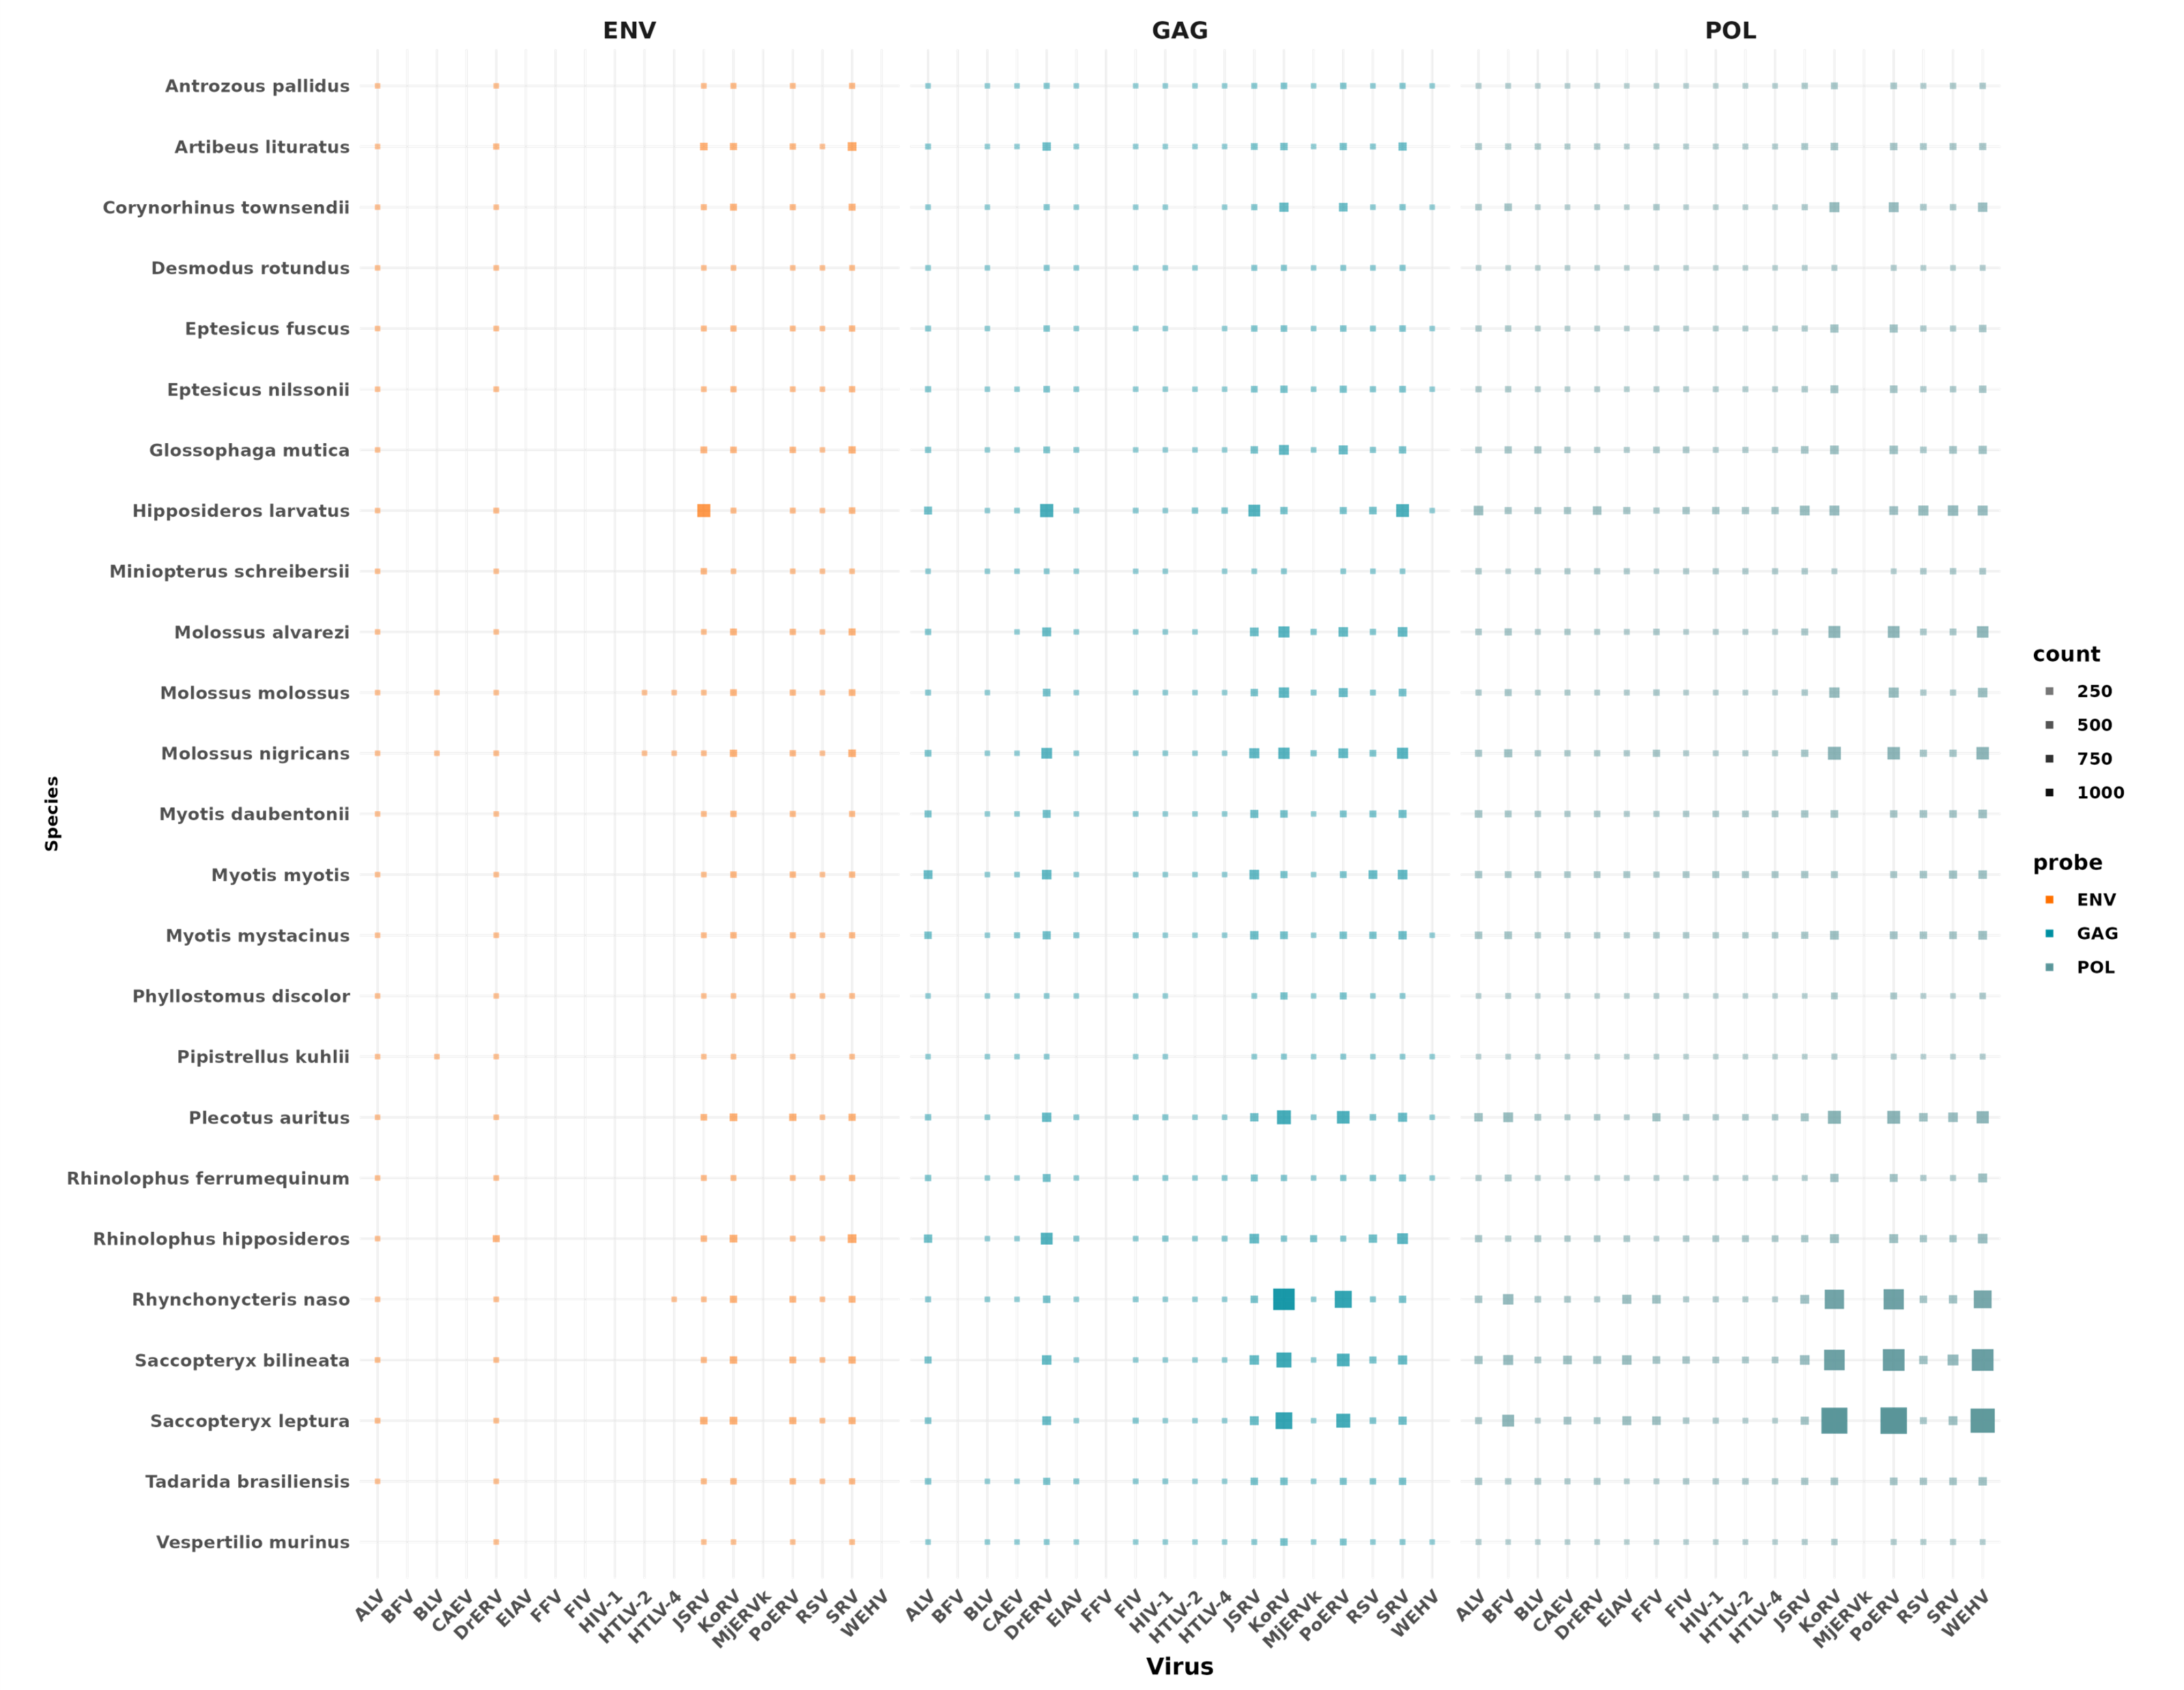 ENV GAG POL
Antrozous pallidus
Artibeus lituratus
Corynorhinus townsendii
Desmodus rotundus
Eptesicus fuscus
Eptesicus nilssonii
Glossophaga mutica
Hipposideros larvatus
Miniopterus schreibersii
Molossus alvarezi
Molossus molossus
Molossus nigricans
Myotis daubentonii
Myotis myotis
Myotis mystacinus
Phyllostomus discolor
Pipistrellus kuhlii
Plecotus auritus
Rhinolophus ferrumequinum
Rhinolophus hipposideros
Rhynchonycteris naso
Saccopteryx bilineata
Saccopteryx leptura
Tadarida brasiliensis
Vespertilio murinus
Species
ALV BFV BLV CAEV DrERV EIAV FFV FIV HIV-1 HTLV-2 HTLV-4 JSRV KoRV MjERVk PoERV RSV SRV WEHV ALV BFV BLV CAEV DrERV EIAV FFV FIV HIV-1 HTLV-2 HTLV-4 JSRV KoRV MjERVk PoERV RSV SRV WEHV ALV BFV BLV CAEV DrERV EIAV FFV FIV HIV-1 HTLV-2 HTLV-4 JSRV KoRV MjERVk PoERV RSV SRV WEHV
Virus
count
250
500
750
1000
probe
ENV
GAG
POL